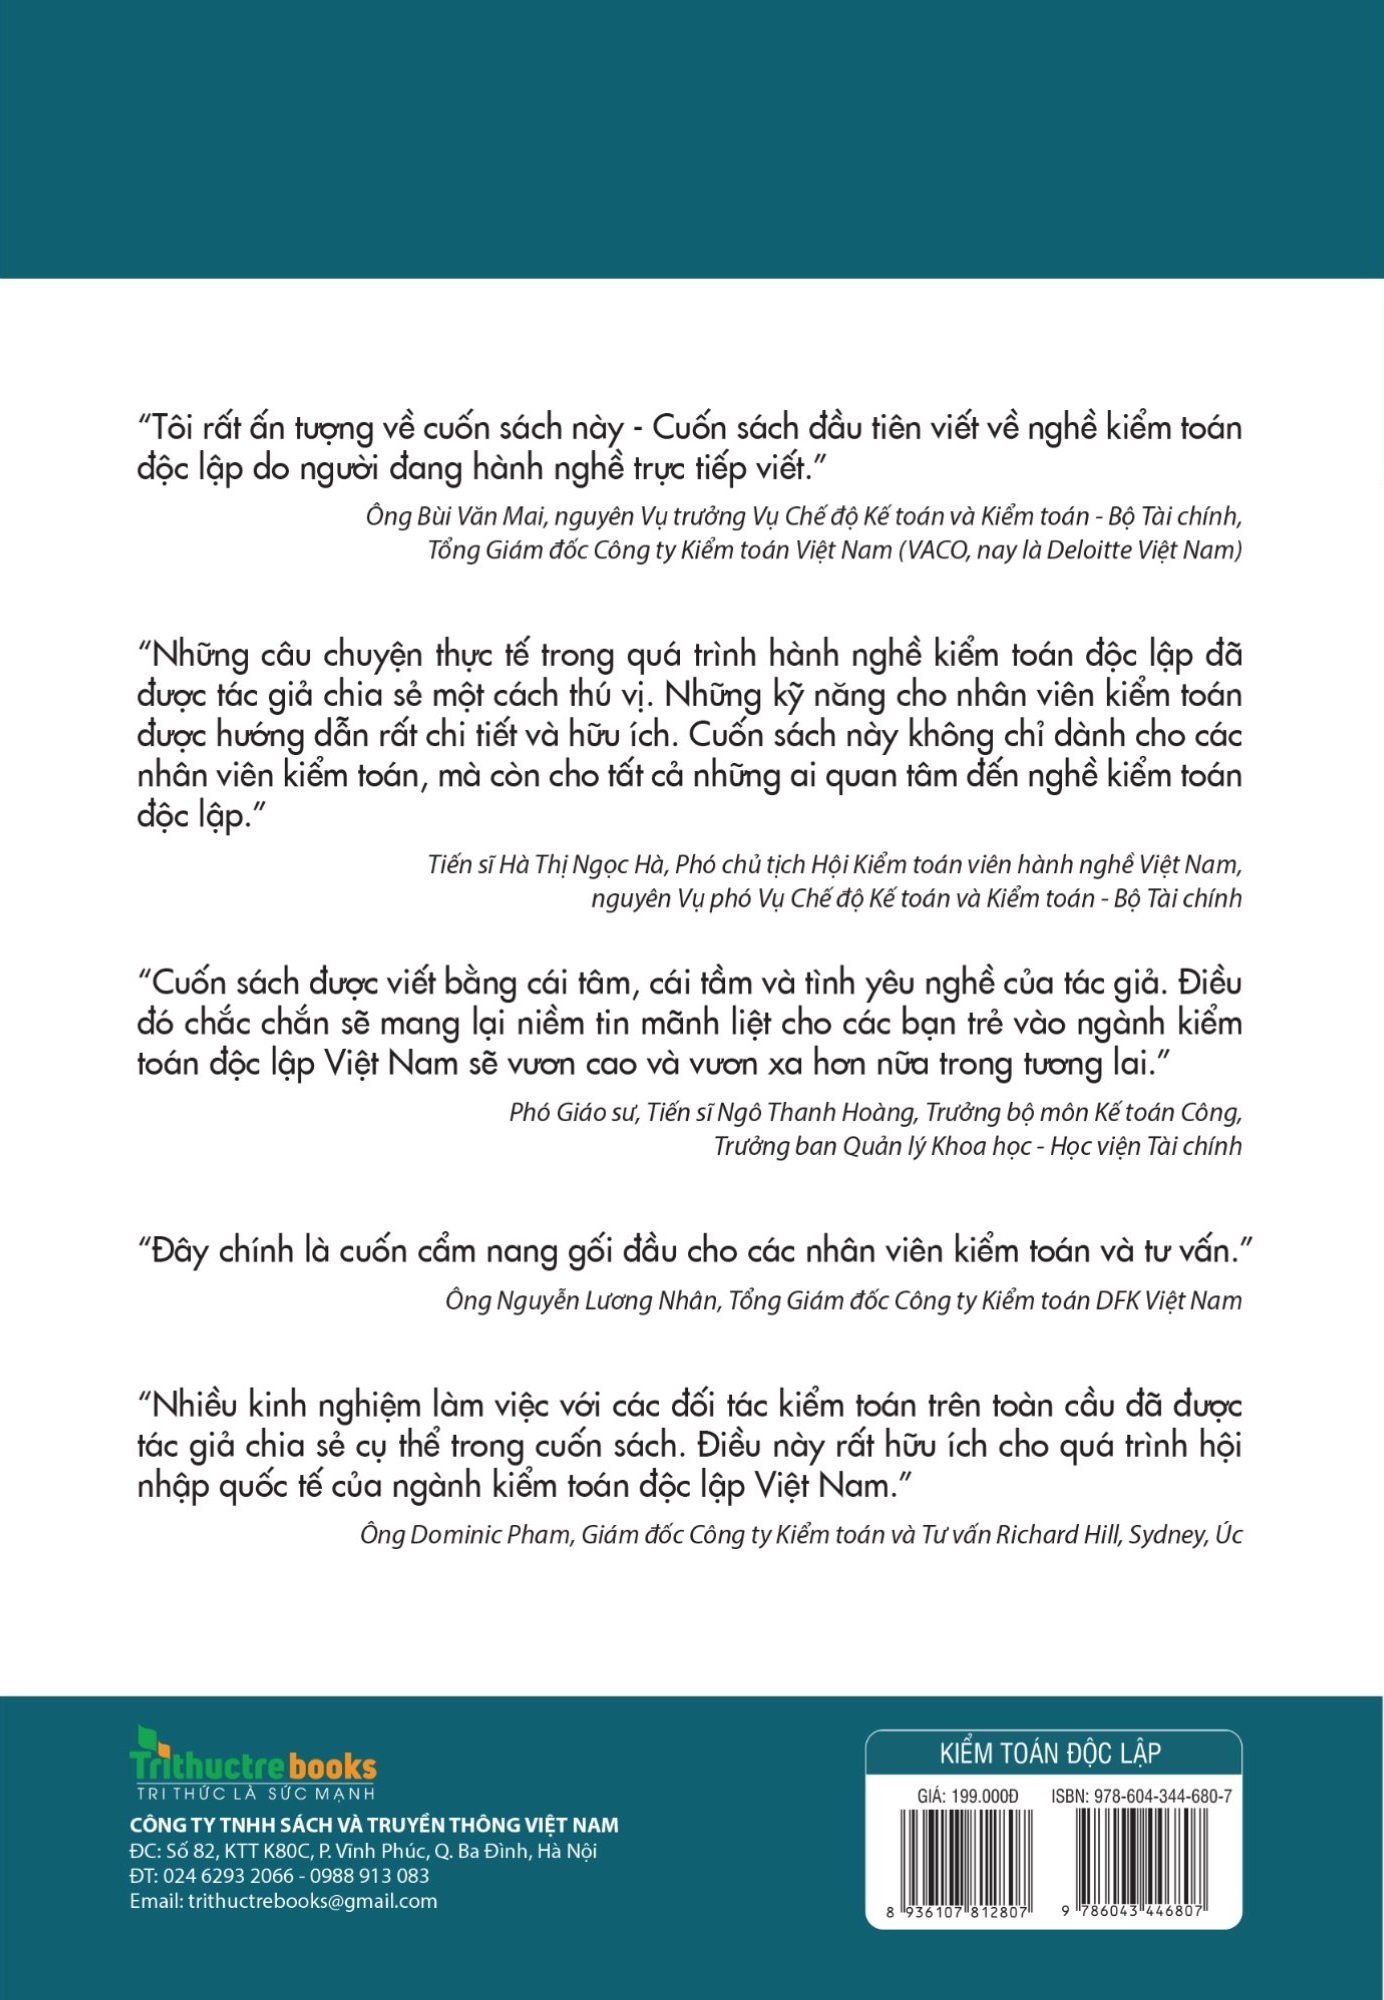 “Tôi rất ấn tượng về cuốn sách này - Cuốn sách đầu tiên viết về nghề kiểm toán
độc lập do người đang hành nghề trực tiếp viết.”
Ông Bùi Văn Mai, nguyên Vụ trưởng Vụ Chế độ Kế toán và Kiểm toán - Bộ Tài chính,
Tổng Giám đốc Công ty Kiểm toán Việt Nam (VACO, nay là Deloitte Việt Nam)
“Những câu chuyện thực tế trong quá trình hành nghề kiểm toán độc lập đã
được tác giả chia sẻ một cách thú vị. Những kỹ năng cho nhân viên kiểm toán
được hướng dẫn rất chi tiết và hữu ích. Cuốn sách này không chỉ dành cho các
nhân viên kiểm toán, mà còn cho tất cả những ai quan tâm đến nghề kiểm toán
độc lập.”
Tiến sĩ Hà Thị Ngọc Hà, Phó chủ tịch Hội Kiểm toán viên hành nghề Việt Nam,
nguyên Vụ phó Vụ Chế độ Kế toán và Kiểm toán - Bộ Tài chính
“Cuốn sách được viết bằng cái tâm, cái tầm và tình yêu nghề của tác giả. Điều
đó chắc chắn sẽ mang lại niềm tin mãnh liệt cho các bạn trẻ vào ngành kiểm
toán độc lập Việt Nam sẽ vươn cao và vươn xa hơn nữa trong tương lai.”
Phó Giáo sư, Tiến sĩ Ngô Thanh Hoàng, Trưởng bộ môn Kế toán Công,
Trưởng ban Quản lý Khoa học - Học viện Tài chính
“Đây chính là cuốn cẩm nang gối đầu cho các nhân viên kiểm toán và tư vấn.”
Ông Nguyễn Lương Nhân, Tổng Giám đốc Công ty Kiểm toán DFK Việt Nam
“Nhiều kinh nghiệm làm việc với các đối tác kiểm toán trên toàn cầu đã được
tác giả chia sẻ cụ thể trong cuốn sách. Điều này rất hữu ích cho quá trình hội
nhập quốc tế của ngành kiểm toán độc lập Việt Nam.”
Ông Dominic Pham, Giám đốc Công ty Kiểm toán và Tư vấn Richard Hill, Sydney, Úc
Trithuctrebooks
TRI THỨC LÀ SỨC MẠNH
CÔNG TY TNHH SÁCH VÀ TRUYỀN THÔNG VIỆT NAM
ĐC: Số 82, KTT K80C, P. Vĩnh Phúc, Q. Ba Đình, Hà Nội
ĐT: 024 6293 2066 - 0988 913 083
Email: trithuctrebooks@gmail.com
KIỂM TOÁN ĐỘC LẬP
GIÁ: 199.000Đ
ISBN: 978-604-344-680-7
8 936107 812807
9 786043 446807